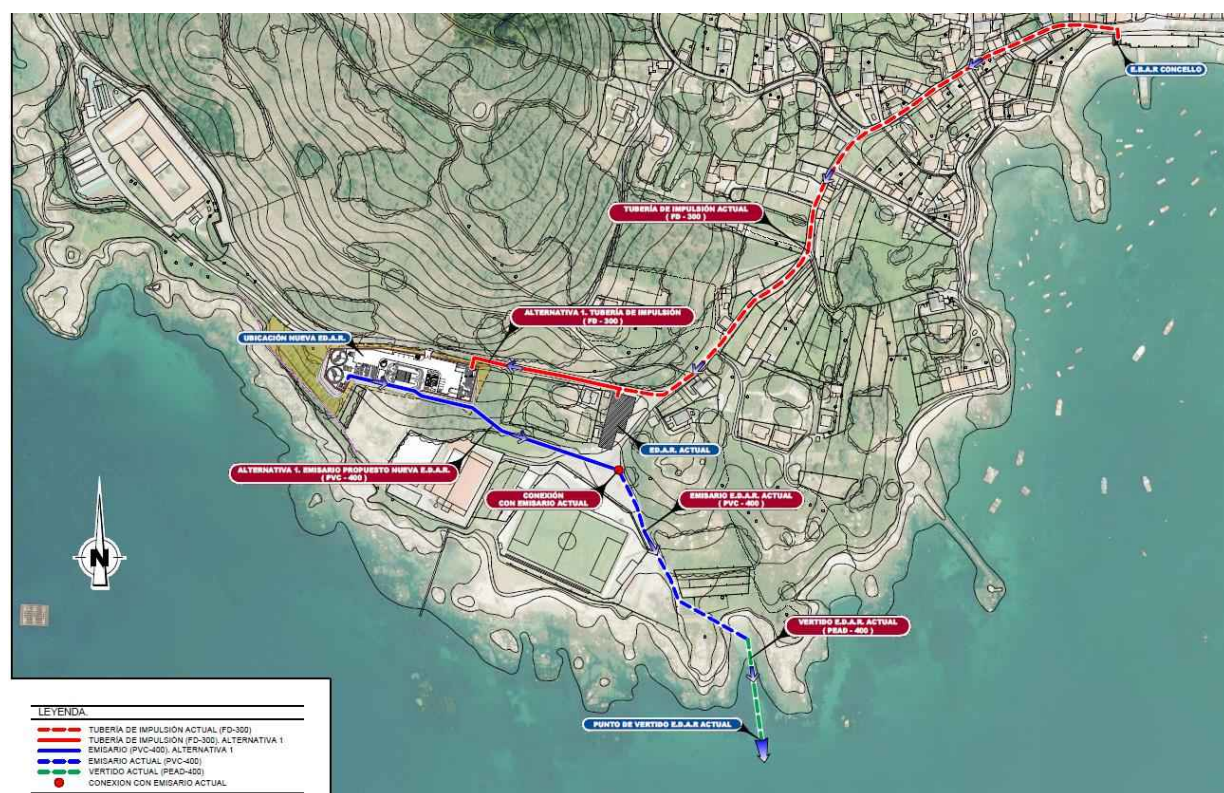 E.B.A.R CONCELLO
TUBERÍA DE IMPULSIÓN ACTUAL
( FD - 300 )
ALTERNATIVA 1. TUBERÍA DE IMPULSIÓN
( FD - 300 )
UBICACIÓN NUEVA ED.A.R.
ED.A.R. ACTUAL
ALTERNATIVA 1. EMISARIO PROPUESTO NUEVA E.D.A.R.
( PVC - 400 )
CONEXIÓN
CON EMISARIO ACTUAL
EMISARIO E.D.A.R. ACTUAL
( PVC - 400 )
N
VERTIDO E.D.A.R. ACTUAL
( PEAD - 400 )
PUNTO DE VERTIDO E.D.A.R ACTUAL
LEYENDA.
TUBERÍA DE IMPULSIÓN ACTUAL (FD-300)
TUBERÍA DE IMPULSIÓN (FD-300). ALTERNATIVA 1
EMISARIO (PVC-400). ALTERNATIVA 1
EMISARIO ACTUAL (PVC-400)
VERTIDO ACTUAL (PEAD-400)
CONEXION CON EMISARIO ACTUAL